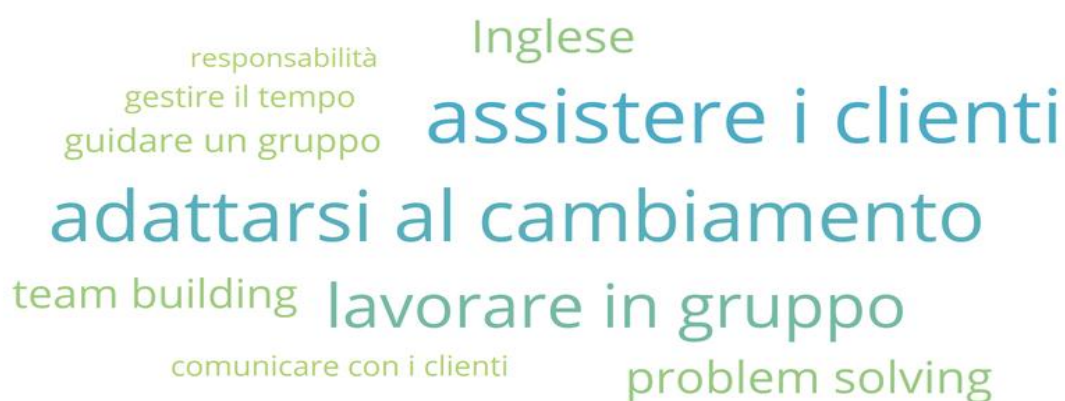 Inglese
responsabilità
gestire il tempo
assistere i clienti
guidare un gruppo
adattarsi al cambiamento
team building
lavorare in gruppo
comunicare con i clienti
problem solving